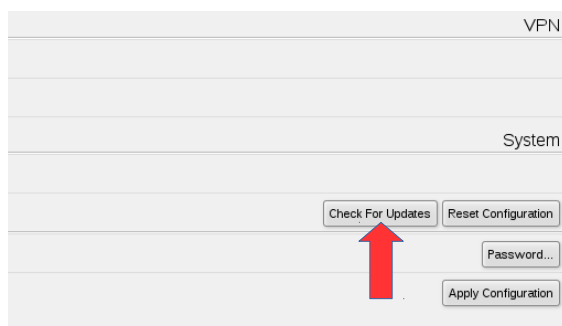 VPN
System
Check For Updates Reset Configuration
Password...
Apply Configuration